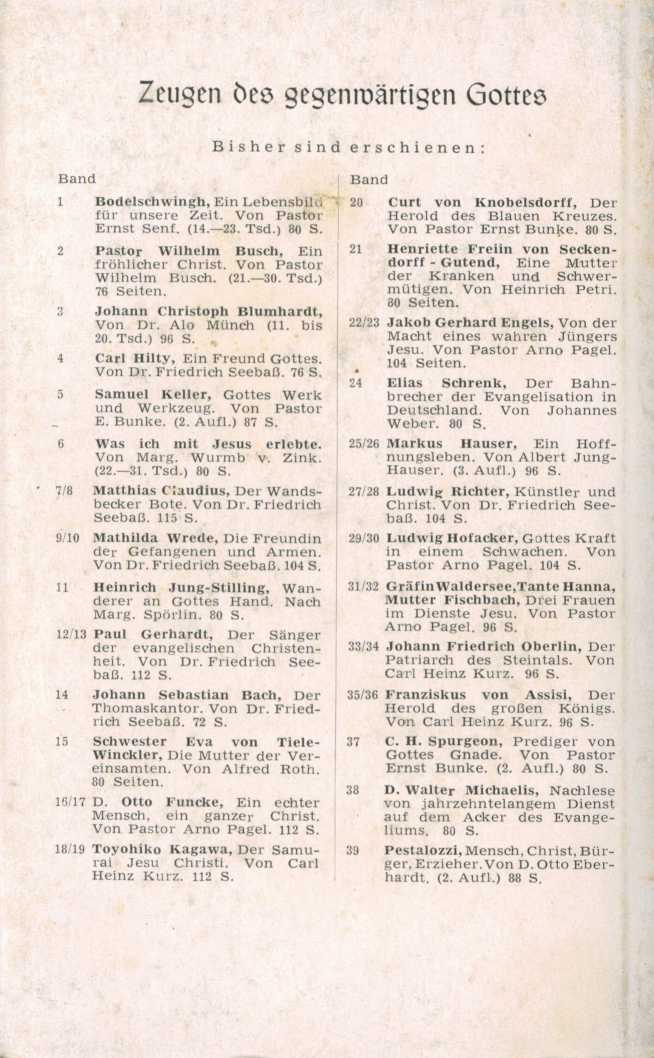 Zeugen des gegenwärtigen Gottes
Bisher sind erschienen:
Band
1 Bodelschwingh, Ein Lebensbild
für unsere Zeit. Von Pastor
Ernst Senf. (14.—23. Tsd.) 80 S.
2 Pastor Wilhelm Busch, Ein
fröhlicher Christ. Von Pastor
Wilhelm Busch. (21.—30. Tsd.)
76 Seiten.
3 Johann Christoph Blumhardt,
Von Dr. Alo Münch (11. bis
20. Tsd.) 96 S.
4 Carl Hilty, Ein Freund Gottes.
Von Dr. Friedrich Seebaß. 76 S.
5 Samuel Keller, Gottes Werk
und Werkzeug. Von Pastor
E. Bunke. (2. Aufl.) 87 S.
6 Was ich mit Jesus erlebte.
Von Marg. Wurmb v. Zink.
(22.—31. Tsd.) 80 S.
7/8 Matthias Claudius, Der Wands-
becker Bote. Von Dr. Friedrich
Seebaß. 115 S.
9/10 Mathilda Wrede, Die Freundin
der Gefangenen und Armen.
Von Dr. Friedrich Seebaß. 104 S.
11 Heinrich Jung-Stilling, Wan-
derer an Gottes Hand. Nach
Marg. Spörlin. 80 S.
12/13 Paul Gerhardt, Der Sänger
der evangelischen Christen-
heit. Von Dr. Friedrich See-
baß. 112 S.
14 Johann Sebastian Bach, Der
Thomaskantor. Von Dr. Fried-
rich Seebaß. 72 S.
15 Schwester Eva von Tiele-
Winckler, Die Mutter der Ver-
einsamten. Von Alfred Roth.
80 Seiten.
16/17 D. Otto Funcke, Ein echter
Mensch, ein ganzer Christ.
Von Pastor Arno Pagel. 112 S.
18/19 Toyohiko Kagawa, Der Samu-
rai Jesu Christi. Von Carl
Heinz Kurz. 112 S.
Band
20 Curt von Knobelsdorff, Der
Herold des Blauen Kreuzes.
Von Pastor Ernst Bunke. 80 S.
21 Henriette Freiin von Secken-
dorff - Gutend, Eine Mutter
der Kranken und Schwer-
mütigen. Von Heinrich Petri.
80 Seiten.
22/23 Jakob Gerhard Engels, Von der
Macht eines wahren Jüngers
Jesu. Von Pastor Arno Pagel.
104 Seiten.
24 Elias Schrenk, Der Bahn-
brecher der Evangelisation in
Deutschland. Von Johannes
Weber. 80 S.
25/26 Markus Hauser, Ein Hoff-
nungsleben. Von Albert Jung-
Hauser. (3. Aufl.) 96 S.
27/28 Ludwig Richter, Künstler und
Christ. Von Dr. Friedrich See-
baß. 104 S.
29/30 Ludwig Hofacker, Gottes Kraft
in einem Schwachen. Von
Pastor Arno Pagel. 104 S.
31/32 Gräfin Waldersee, Tante Hanna,
Mutter Fischbach, Drei Frauen
im Dienste Jesu. Von Pastor
Arno Pagel. 96 S.
33/34 Johann Friedrich Oberlin, Der
Patriarch des Steintals. Von
Carl Heinz Kurz. 96 S.
35/36 Franziskus von Assisi, Der
Herold des großen Königs.
Von Carl Heinz Kurz. 96 S.
37 C. H. Spurgeon, Prediger von
Gottes Gnade. Von Pastor
Ernst Bunke. (2. Aufl.) 80 S.
38 D. Walter Michaelis, Nachlese
von jahrzehntelangem Dienst
auf dem Acker des Evange-
liums. 80 S.
39 Pestalozzi, Mensch, Christ, Bür-
ger, Erzieher. Von D. Otto Eber-
hardt. (2. Aufl.) 88 S.